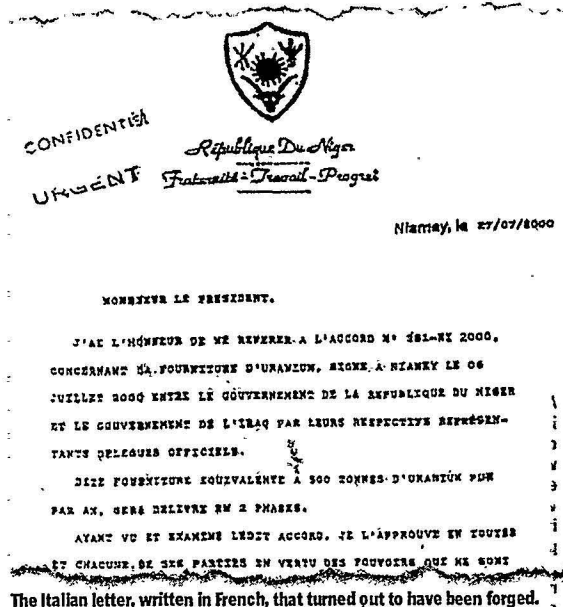 CONFIDENTIEL
URGENT
République Du Niger
Fraternité-Travail-Progrès
Niamey, le 27/07/2000
MONSIEUR LE PRESIDENT.
J'AI L'HONNEUR DE ME REFERER A L'ACCORD N° 381-NI 2000,
CONCERNANT LA FOURNITURE D'URANIUM, SIGNE A NIAMEY LE 06
JUILLET 2000 ENTRE LE GOUVERNEMENT DE LA REPUBLIQUE DU NIGER
ET LE GOUVERNEMENT DE L'IRAQ PAR LEURS RESPECTIVE REPRESEN-
TANTS DELEGUES OFFICIELS.
DITE FOURNITURE EQUIVALENTE A 500 TONNES D'URANIUM PUR
PAR AN, SERA DELIVRE EN 2 PHASES.
AYANT VU ET EXAMINE LEDIT ACCORD, JE L'APPROUVE EN TOUTES
ET CHACUNE DE SES PARTIES EN VERTU DES POUVOIRS QUI ME SONT
The Italian letter, written in French, that turned out to have been forged.